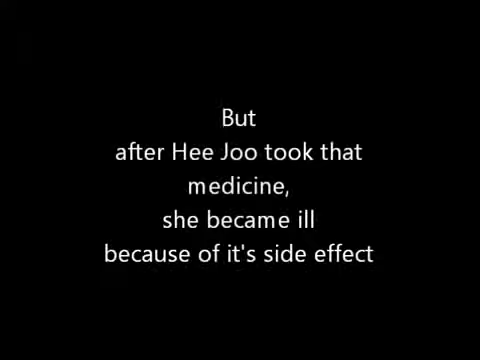 But
after Hee Joo took that
medicine,
she became ill
because of it's side effect